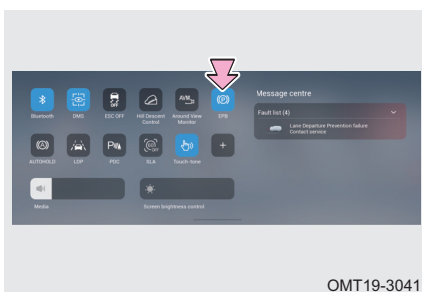 Message centre
Bluetooth
DMS
ESC OFF
Hill Descent
Control
AVM
Around View
Monitor
(P)
EPB
Fault list (4)
Lane Departure Prevention failure
Contact service
(A)
AUTOHOLD
LDP
P
PDC
SLA
Touch-tone
+
Media
Screen brightness control
OMT19-3041